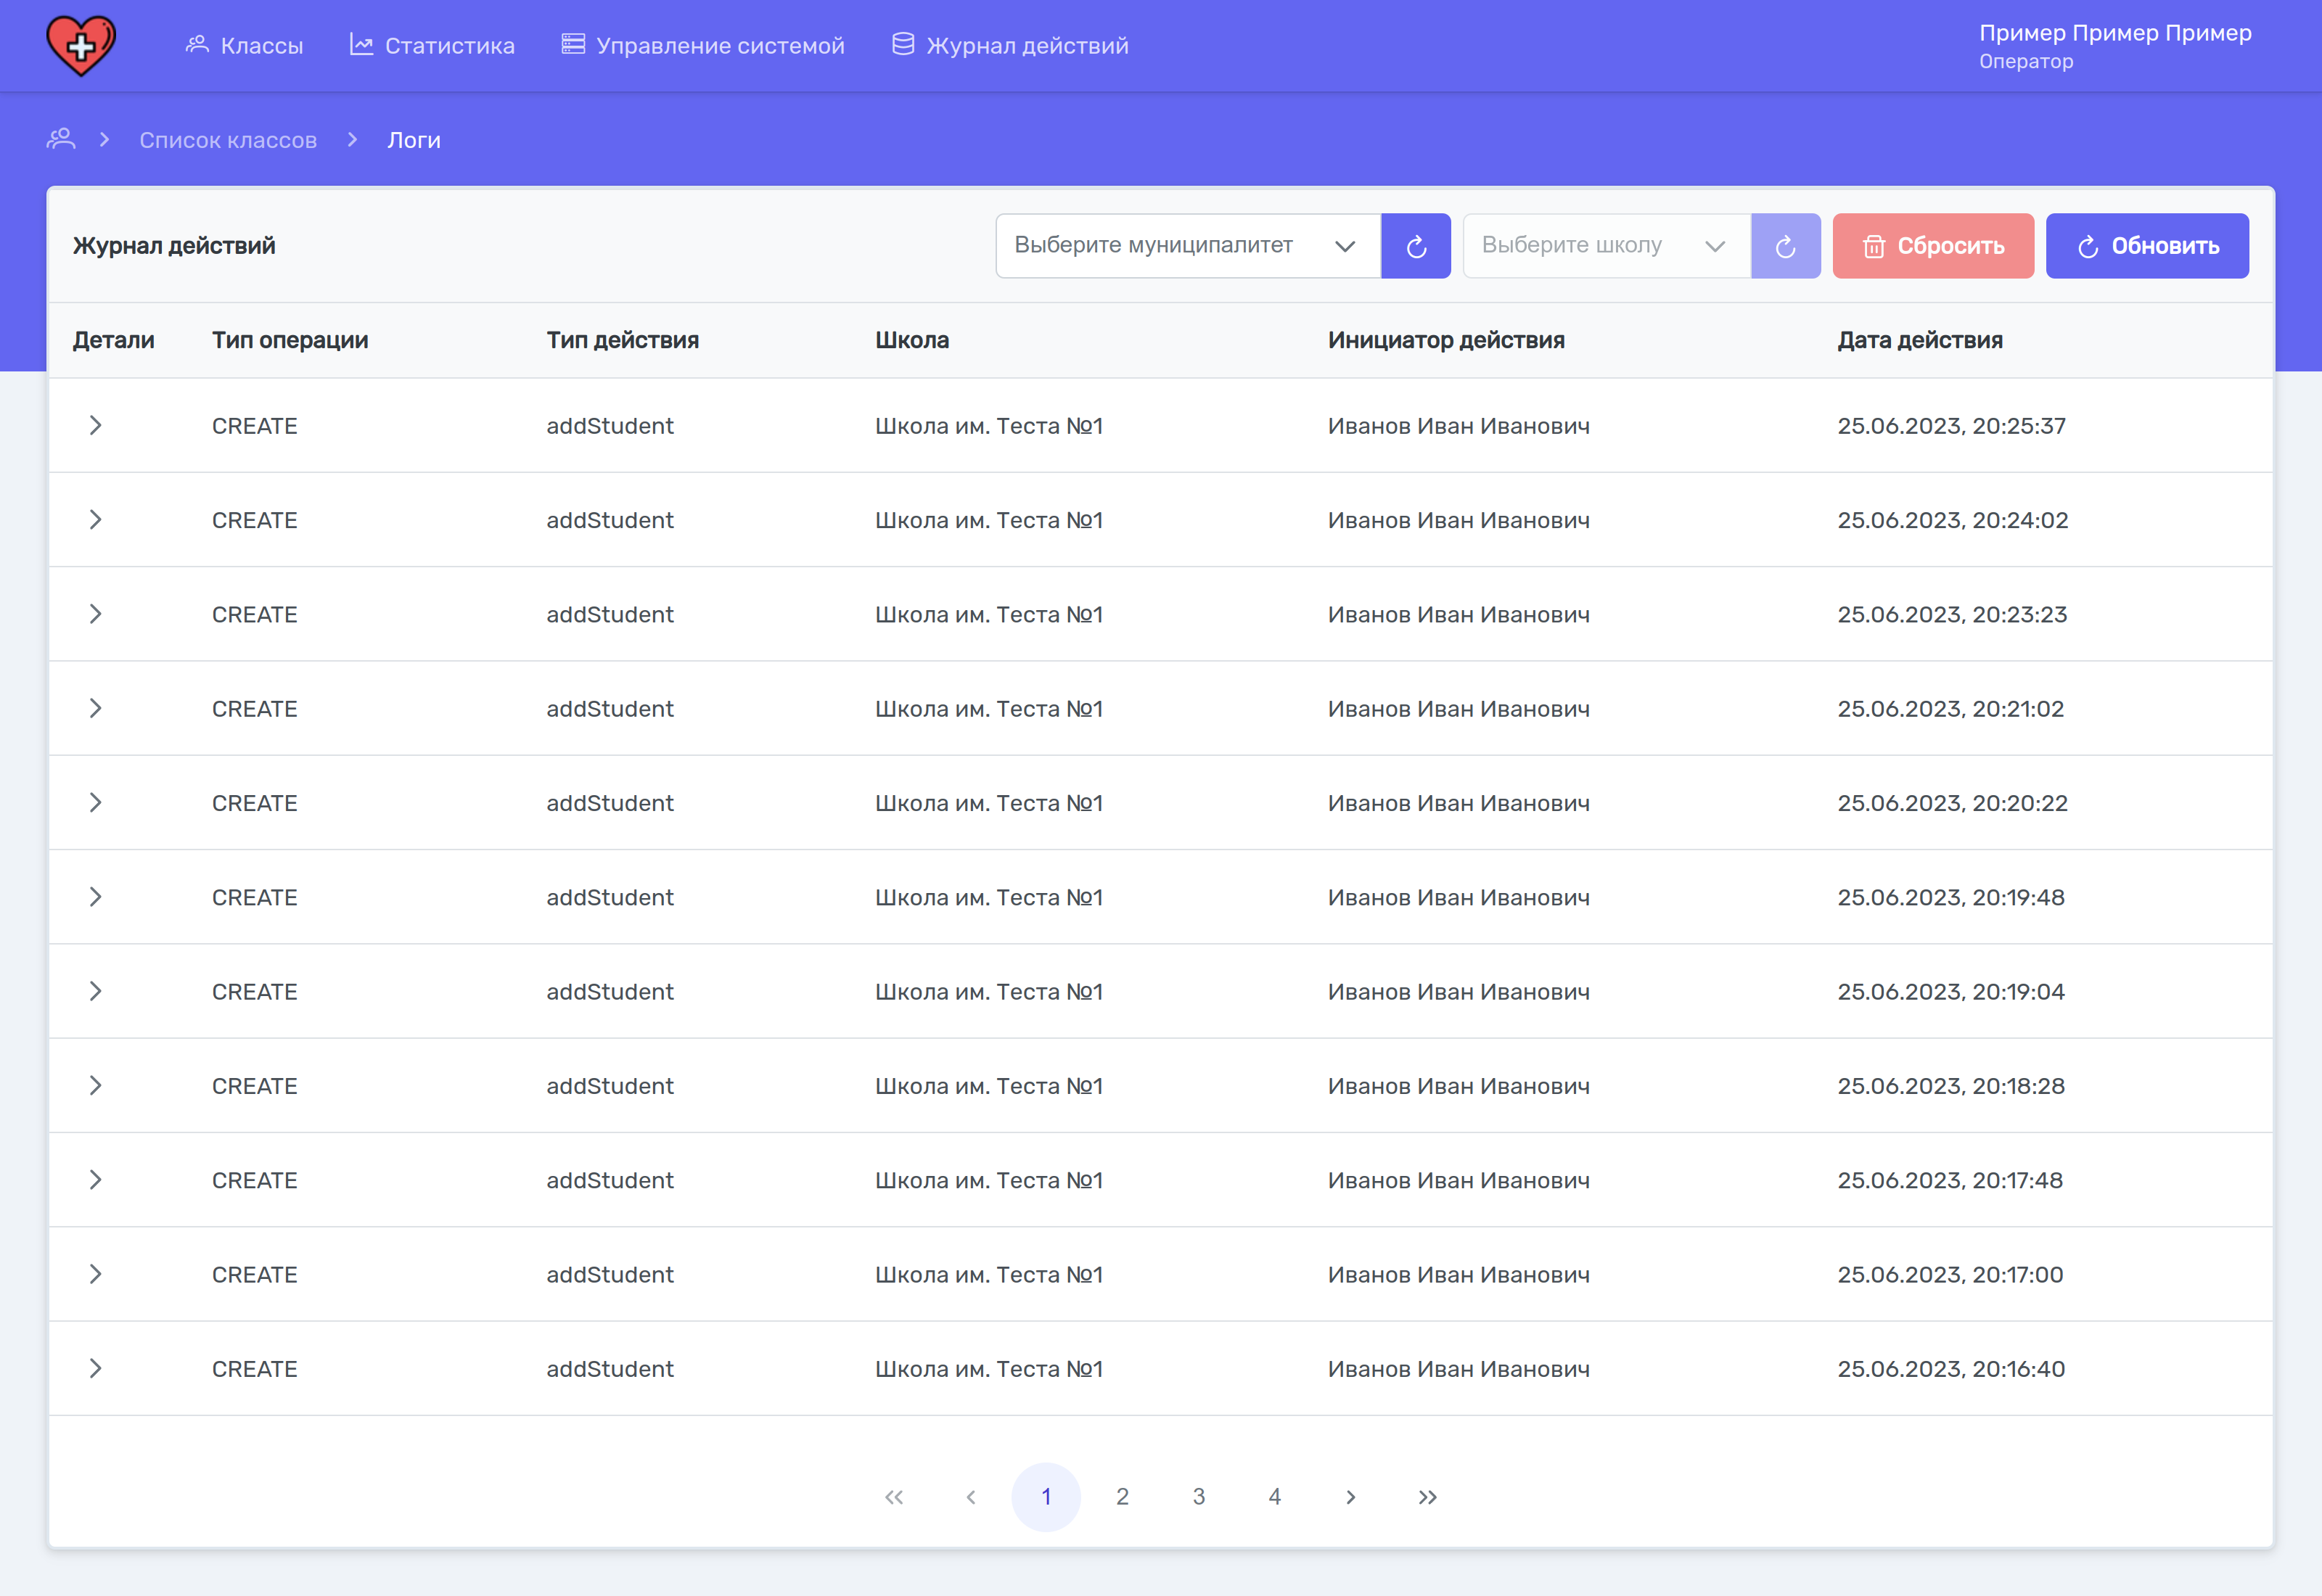 Классы Статистика Управление системой Журнал действий Пример Пример Пример
Оператор
Список классов Логи
Журнал действий Выберите муниципалитет Выберите школу Сбросить Обновить
Детали Тип операции Тип действия Школа Инициатор действия Дата действия
CREATE addStudent Школа им. Теста №1 Иванов Иван Иванович 25.06.2023, 20:25:37
CREATE addStudent Школа им. Теста №1 Иванов Иван Иванович 25.06.2023, 20:24:02
CREATE addStudent Школа им. Теста №1 Иванов Иван Иванович 25.06.2023, 20:23:23
CREATE addStudent Школа им. Теста №1 Иванов Иван Иванович 25.06.2023, 20:21:02
CREATE addStudent Школа им. Теста №1 Иванов Иван Иванович 25.06.2023, 20:20:22
CREATE addStudent Школа им. Теста №1 Иванов Иван Иванович 25.06.2023, 20:19:48
CREATE addStudent Школа им. Теста №1 Иванов Иван Иванович 25.06.2023, 20:19:04
CREATE addStudent Школа им. Теста №1 Иванов Иван Иванович 25.06.2023, 20:18:28
CREATE addStudent Школа им. Теста №1 Иванов Иван Иванович 25.06.2023, 20:17:48
CREATE addStudent Школа им. Теста №1 Иванов Иван Иванович 25.06.2023, 20:17:00
CREATE addStudent Школа им. Теста №1 Иванов Иван Иванович 25.06.2023, 20:16:40
1 2 3 4